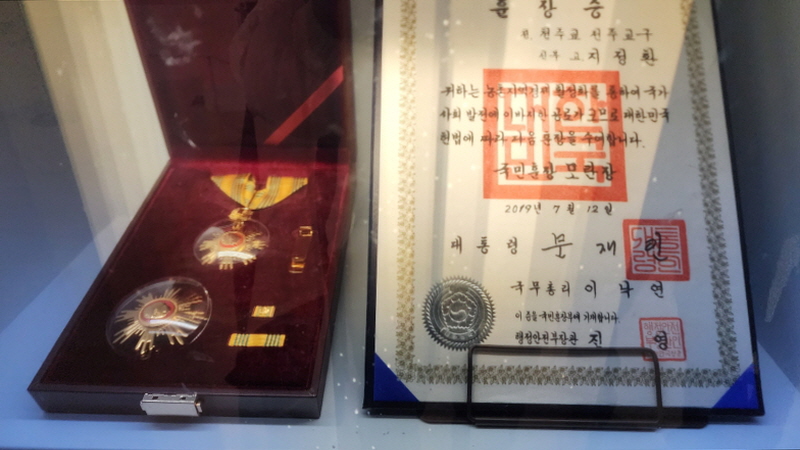 훈장증
전 천주교 전주교구
신부 고 지정환
귀하는 농촌지역경제 활성화를 통하여 국가
사회 발전에 이바지한 공로가 크므로 대한민국
헌법에 따라 다음 훈장을 수여합니다.
국민훈장 모란장
2019년 7월 12일
대통령 문재인
국무총리 이낙연
이 증을 국민훈장부에 기재합니다.
행정안전부장관 진영